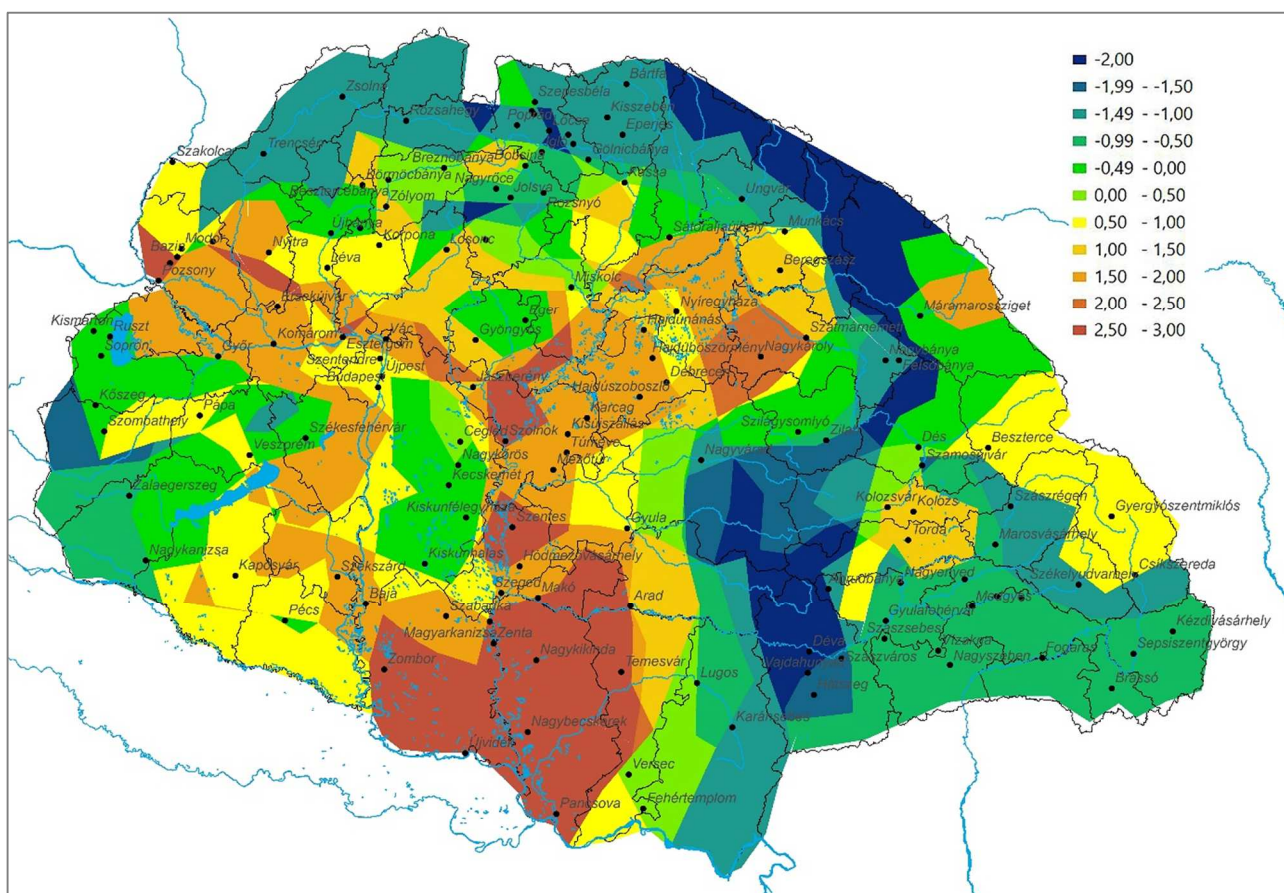 -2,00
-1,99 - -1,50
-1,49 - -1,00
-0,99 - -0,50
-0,49 - 0,00
0,00 - 0,50
0,50 - 1,00
1,00 - 1,50
1,50 - 2,00
2,00 - 2,50
2,50 - 3,00
Bártfa
Zsolna
Szepesbéla
Rózsahegy
Kisszeben
Eperjes
Szakolca
Trencsén
Gölnicbánya
Breznóbánya
Dobsina
Körmöcbánya
Nagyrőce
Jolsva
Kassa
Besztercebánya
Zólyom
Rozsnyó
Ungvár
Újbánya
Korpona
Losonc
Sátoraljaújhely
Munkács
Modor
Bazin
Nyitra
Pozsony
Léva
Beregszász
Miskolc
Érsekújvár
Nyíregyháza
Máramarossziget
Kismarton
Ruszt
Eger
Hajdúnánás
Komárom
Vác
Gyöngyös
Szatmárnémeti
Sopron
Győr
Esztergom
Szentendre
Újpest
Hajdúböszörmény
Nagykároly
Nagybánya
Felsőbánya
Budapest
Jászberény
Debrecen
Hajdúszoboszló
Kőszeg
Pápa
Karcag
Szombathely
Székesfehérvár
Cegléd
Szolnok
Kisújszállás
Szilágysomlyó
Zilah
Dés
Beszterce
Veszprém
Túrkeve
Nagykőrös
Mezőtúr
Nagyvárad
Szamosújvár
Zalaegerszeg
Kecskemét
Kiskunfélegyháza
Szentes
Gyula
Kolozsvár
Kolozs
Szászrégen
Gyergyószentmiklós
Torda
Marosvásárhely
Nagykanizsa
Kaposvár
Szekszárd
Kiskunhalas
Hódmezővásárhely
Nagyenyed
Székelyudvarhely
Csíkszereda
Baja
Szeged
Makó
Arad
Medgyes
Pécs
Szabadka
Gyulafehérvár
Kézdivásárhely
Magyarkanizsa
Zenta
Szászsebes
Vízakna
Déva
Fogaras
Sepsiszentgyörgy
Zombor
Nagykikinda
Temesvár
Lugos
Vajdahunyad
Szászváros
Nagyszeben
Hátszeg
Brassó
Karánsebes
Nagybecskerek
Újvidék
Versec
Pancsova
Fehértemplom